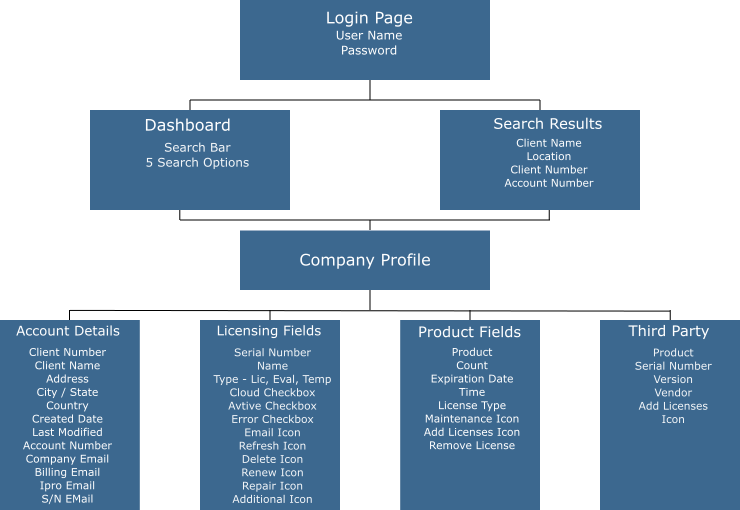 Login Page
User Name
Password
Dashboard
Search Bar
5 Search Options
Search Results
Client Name
Location
Client Number
Account Number
Company Profile
Account Details
Client Number
Client Name
Address
City / State
Country
Created Date
Last Modified
Account Number
Company Email
Billing Email
Ipro Email
S/N EMail
Licensing Fields
Serial Number
Name
Type - Lic, Eval, Temp
Cloud Checkbox
Avtive Checkbox
Error Checkbox
Email Icon
Refresh Icon
Delete Icon
Renew Icon
Repair Icon
Additional Icon
Product Fields
Product
Count
Expiration Date
Time
License Type
Maintenance Icon
Add Licenses Icon
Remove License
Third Party
Product
Serial Number
Version
Vendor
Add Licenses
Icon